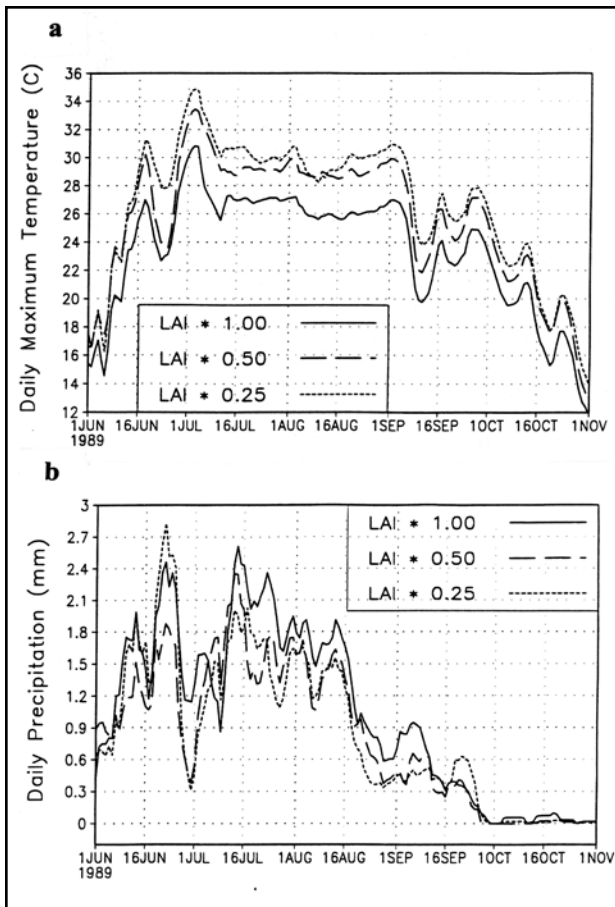 a
Daily Maximum Temperature (C)
36
34
32
30
28
26
24
22
20
18
16
14
12
LAI * 1.00
LAI * 0.50
LAI * 0.25
1JUN 16JUN 1JUL 16JUL 1AUG 16AUG 1SEP 16SEP 1OCT 16OCT 1NOV
1989
b
Daily Precipitation (mm)
3
2.7
2.4
2.1
1.8
1.5
1.2
0.9
0.6
0.3
0
LAI * 1.00
LAI * 0.50
LAI * 0.25
1JUN 16JUN 1JUL 16JUL 1AUG 16AUG 1SEP 16SEP 1OCT 16OCT 1NOV
1989